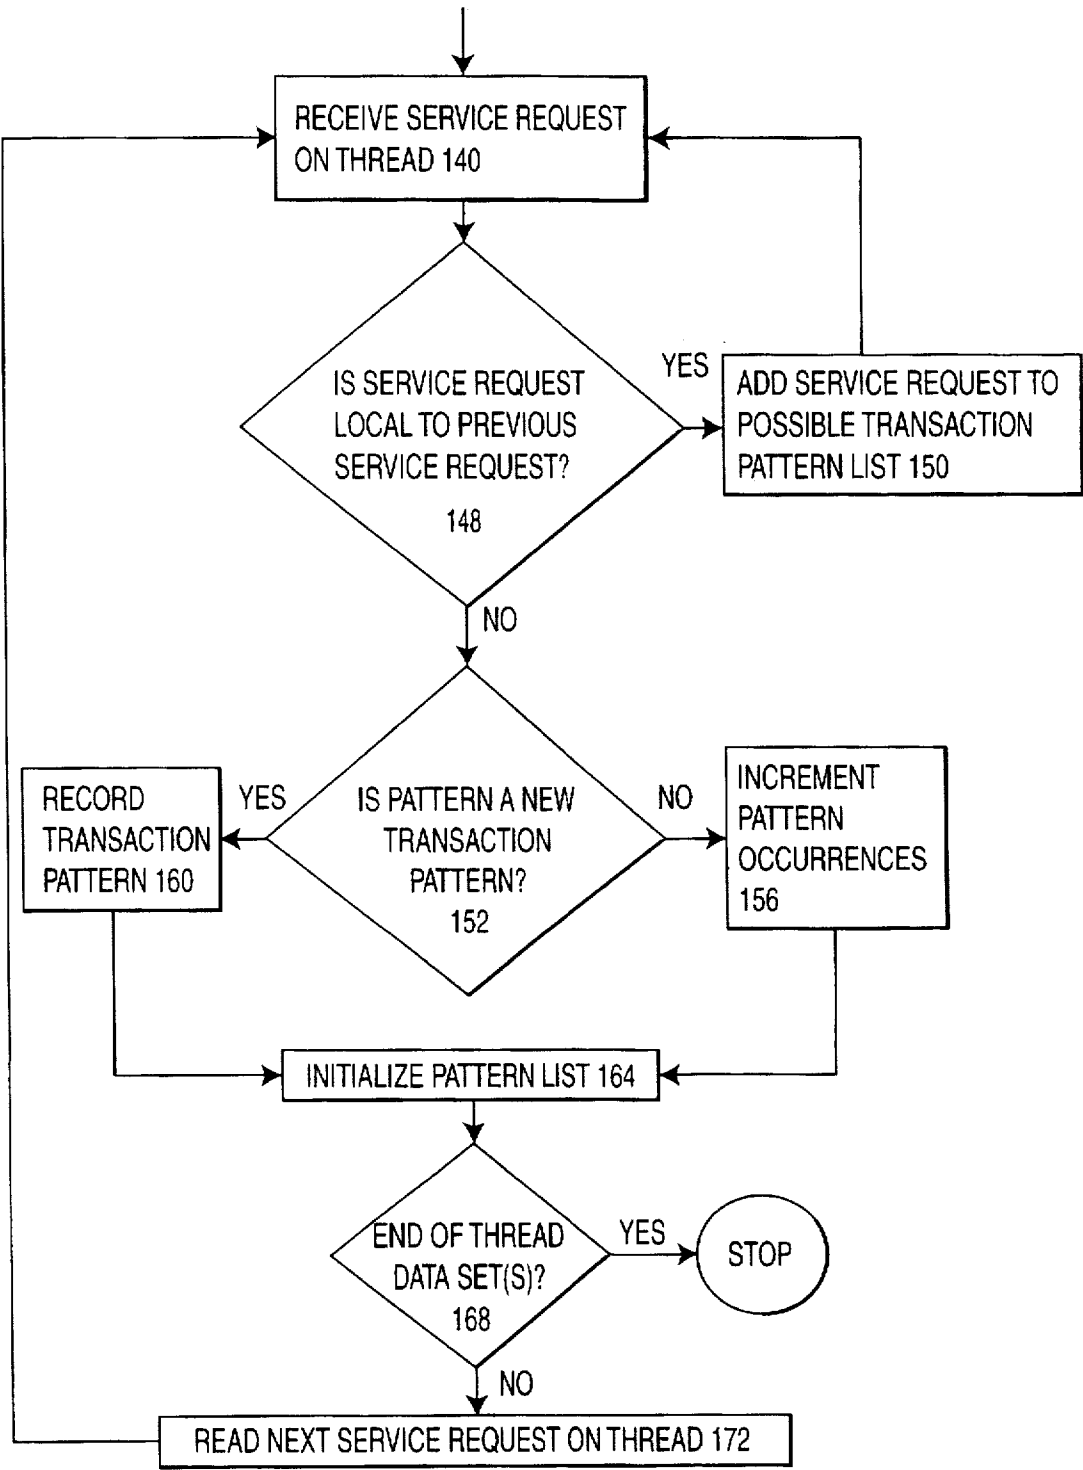 RECEIVE SERVICE REQUEST
ON THREAD 140
IS SERVICE REQUEST
LOCAL TO PREVIOUS
SERVICE REQUEST?
148
YES
ADD SERVICE REQUEST TO
POSSIBLE TRANSACTION
PATTERN LIST 150
NO
RECORD
TRANSACTION
PATTERN 160
YES
IS PATTERN A NEW
TRANSACTION
PATTERN?
152
NO
INCREMENT
PATTERN
OCCURRENCES
156
INITIALIZE PATTERN LIST 164
END OF THREAD
DATA SET(S)?
168
YES
STOP
NO
READ NEXT SERVICE REQUEST ON THREAD 172